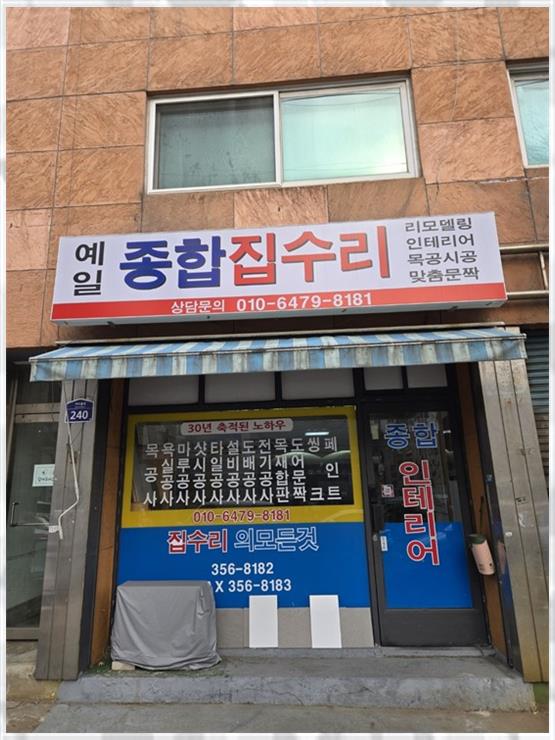 예일
종합집수리
리모델링
인테리어
목공시공
맞춤문짝
상담문의 010-6479-8181
240
30년 축적된 노하우
목공사
욕실공사
마루공사
샷시공사
타일공사
설비공사
도배공사
전기공사
목재합판
도어문짝
씽크
페인트
010-6479-8181
집수리 의모든것
356-8182
AX 356-8183
종합
인테리어